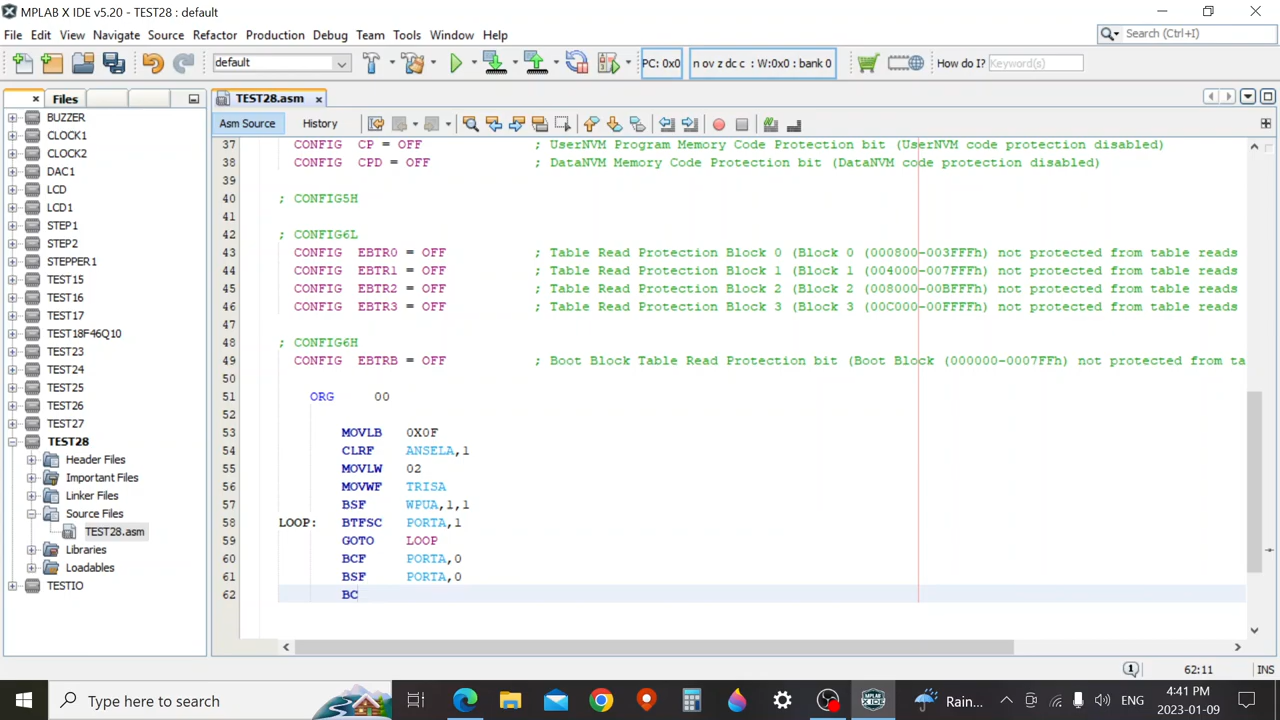 MPLAB X IDE v5.20 - TEST28 : default
File Edit View Navigate Source Refactor Production Debug Team Tools Window Help
Search (Ctrl+I)
default
PC: 0x0
n ov z dc c : W:0x0 : bank 0
How do I?
Keyword(s)
Files
TEST28.asm
Asm Source
History
BUZZER
CLOCK1
CLOCK2
DAC1
LCD
LCD1
STEP1
STEP2
STEPPER1
TEST15
TEST16
TEST17
TEST18F46Q10
TEST23
TEST24
TEST25
TEST26
TEST27
TEST28
Header Files
Important Files
Linker Files
Source Files
TEST28.asm
Libraries
Loadables
TESTIO
37 CONFIG CP = OFF ; UserNVM Program Memory Code Protection bit (UserNVM code protection disabled)
38 CONFIG CPD = OFF ; DataNVM Memory Code Protection bit (DataNVM code protection disabled)
39
40 ; CONFIG5H
41
42 ; CONFIG6L
43 CONFIG EBTR0 = OFF ; Table Read Protection Block 0 (Block 0 (000800-003FFFh) not protected from table reads
44 CONFIG EBTR1 = OFF ; Table Read Protection Block 1 (Block 1 (004000-007FFFh) not protected from table reads
45 CONFIG EBTR2 = OFF ; Table Read Protection Block 2 (Block 2 (008000-00BFFFh) not protected from table reads
46 CONFIG EBTR3 = OFF ; Table Read Protection Block 3 (Block 3 (00C000-00FFFFh) not protected from table reads
47
48 ; CONFIG6H
49 CONFIG EBTRB = OFF ; Boot Block Table Read Protection bit (Boot Block (000000-0007FFh) not protected from ta
50
51 ORG 00
52
53 MOVLB 0X0F
54 CLRF ANSELA,1
55 MOVLW 02
56 MOVWF TRISA
57 BSF WPUA,1,1
58 LOOP: BTFSC PORTA,1
59 GOTO LOOP
60 BCF PORTA,0
61 BSF PORTA,0
62 BC
1
62:11
INS
Type here to search
Rain...
ENG
4:41 PM
2023-01-09